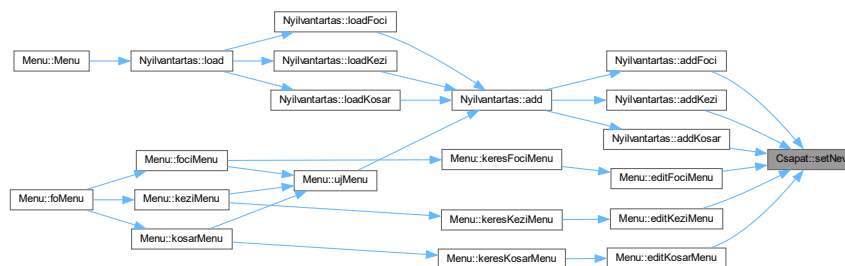 Nyilvantartas::loadFoci
Menu::Menu
Nyilvantartas::load
Nyilvantartas::loadKezi
Nyilvantartas::loadKosar
Nyilvantartas::add
Nyilvantartas::addFoci
Nyilvantartas::addKezi
Nyilvantartas::addKosar
Csapat::setNev
Menu::fociMenu
Menu::keresFociMenu
Menu::editFociMenu
Menu::ujMenu
Menu::foMenu
Menu::keziMenu
Menu::keresKeziMenu
Menu::editKeziMenu
Menu::kosarMenu
Menu::keresKosarMenu
Menu::editKosarMenu